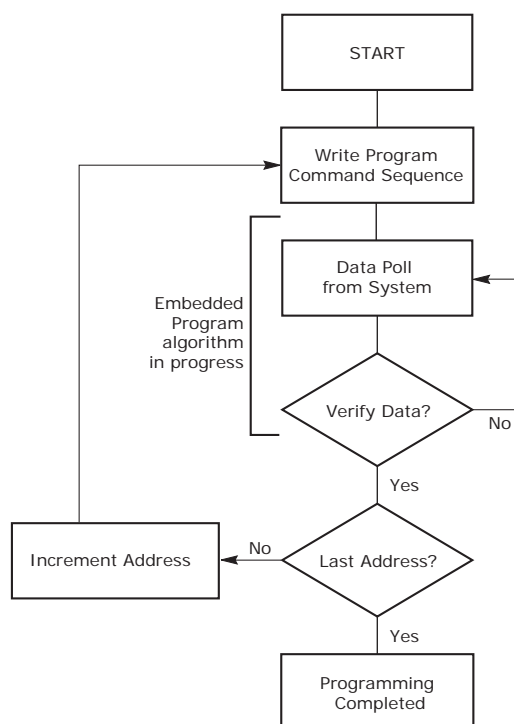 START
Write Program
Command Sequence
Data Poll
from System
Embedded
Program
algorithm
in progress
Verify Data?
No
Yes
Increment Address
No
Last Address?
Yes
Programming
Completed